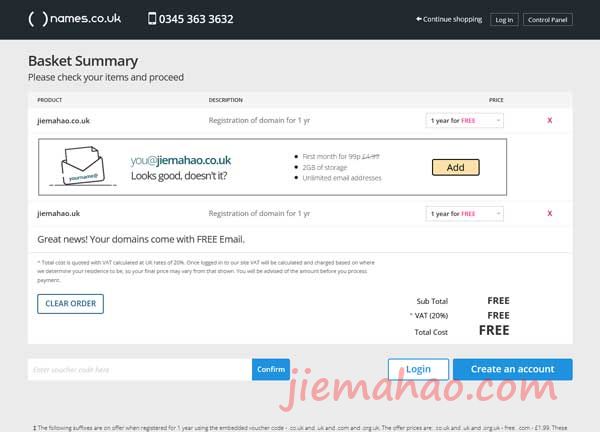 names.co.uk
0345 363 3632
Continue shopping
Log In
Control Panel
Basket Summary
Please check your items and proceed
PRODUCT DESCRIPTION PRICE
jiemahao.co.uk Registration of domain for 1 yr 1 year for FREE X
yourname@
you@jiemahao.co.uk
Looks good, doesn't it?
First month for 99p £4.99
2GB of storage
Unlimited email addresses
Add
jiemahao.uk Registration of domain for 1 yr 1 year for FREE X
Great news! Your domains come with FREE Email.
* Total cost is quoted with VAT calculated at UK rates of 20%. Once logged in to our site VAT will be calculated and charged based on where
we determine your residence to be, so your final price may vary from that shown. You will be advised of the amount before you process
payment.
CLEAR ORDER
Sub Total FREE
* VAT (20%) FREE
Total Cost FREE
Enter voucher code here
Confirm
Login
Create an account
jiemahao.com
‡ The following suffixes are on offer when registered for 1 year using the embedded voucher code - .co.uk and .uk and .com and .org.uk. The offer prices are: .co.uk and .uk and .org.uk - free .com - £1.99. These